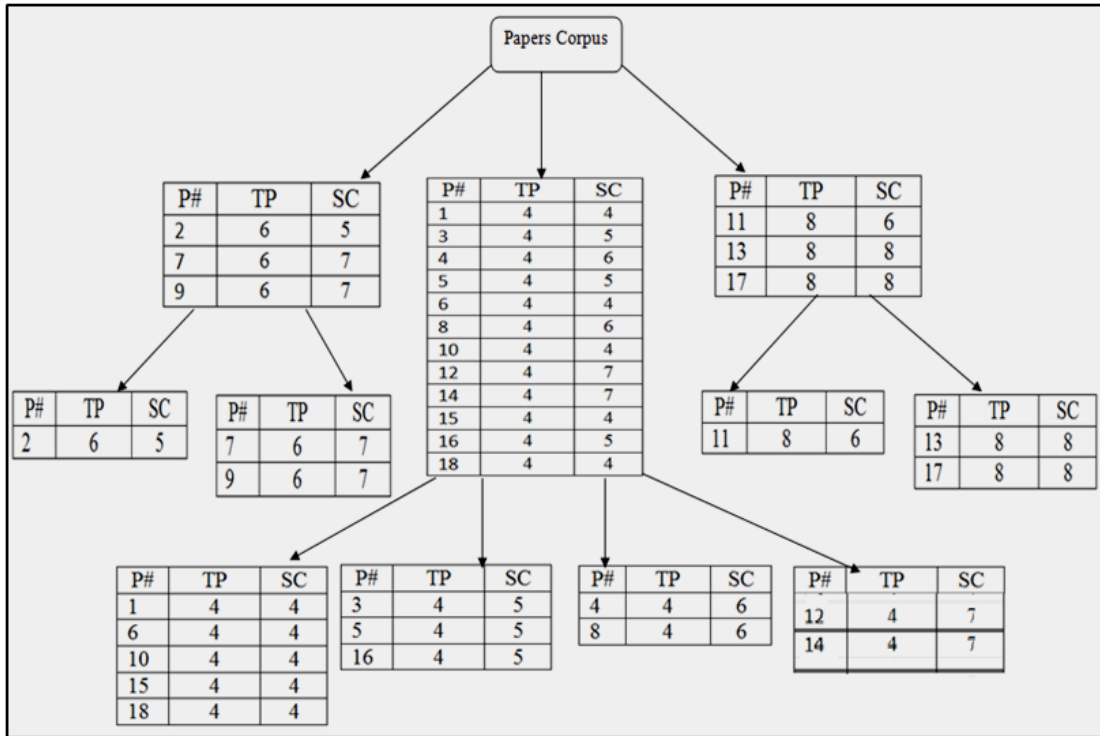 Papers Corpus
P# TP SC
2 6 5
7 6 7
9 6 7
P# TP SC
1 4 4
3 4 5
4 4 6
5 4 5
6 4 4
8 4 6
10 4 4
12 4 7
14 4 7
15 4 4
16 4 5
18 4 4
P# TP SC
11 8 6
13 8 8
17 8 8
P# TP SC
2 6 5
P# TP SC
7 6 7
9 6 7
P# TP SC
11 8 6
P# TP SC
13 8 8
17 8 8
P# TP SC
1 4 4
6 4 4
10 4 4
15 4 4
18 4 4
P# TP SC
3 4 5
5 4 5
16 4 5
P# TP SC
4 4 6
8 4 6
P# TP SC
12 4 7
14 4 7